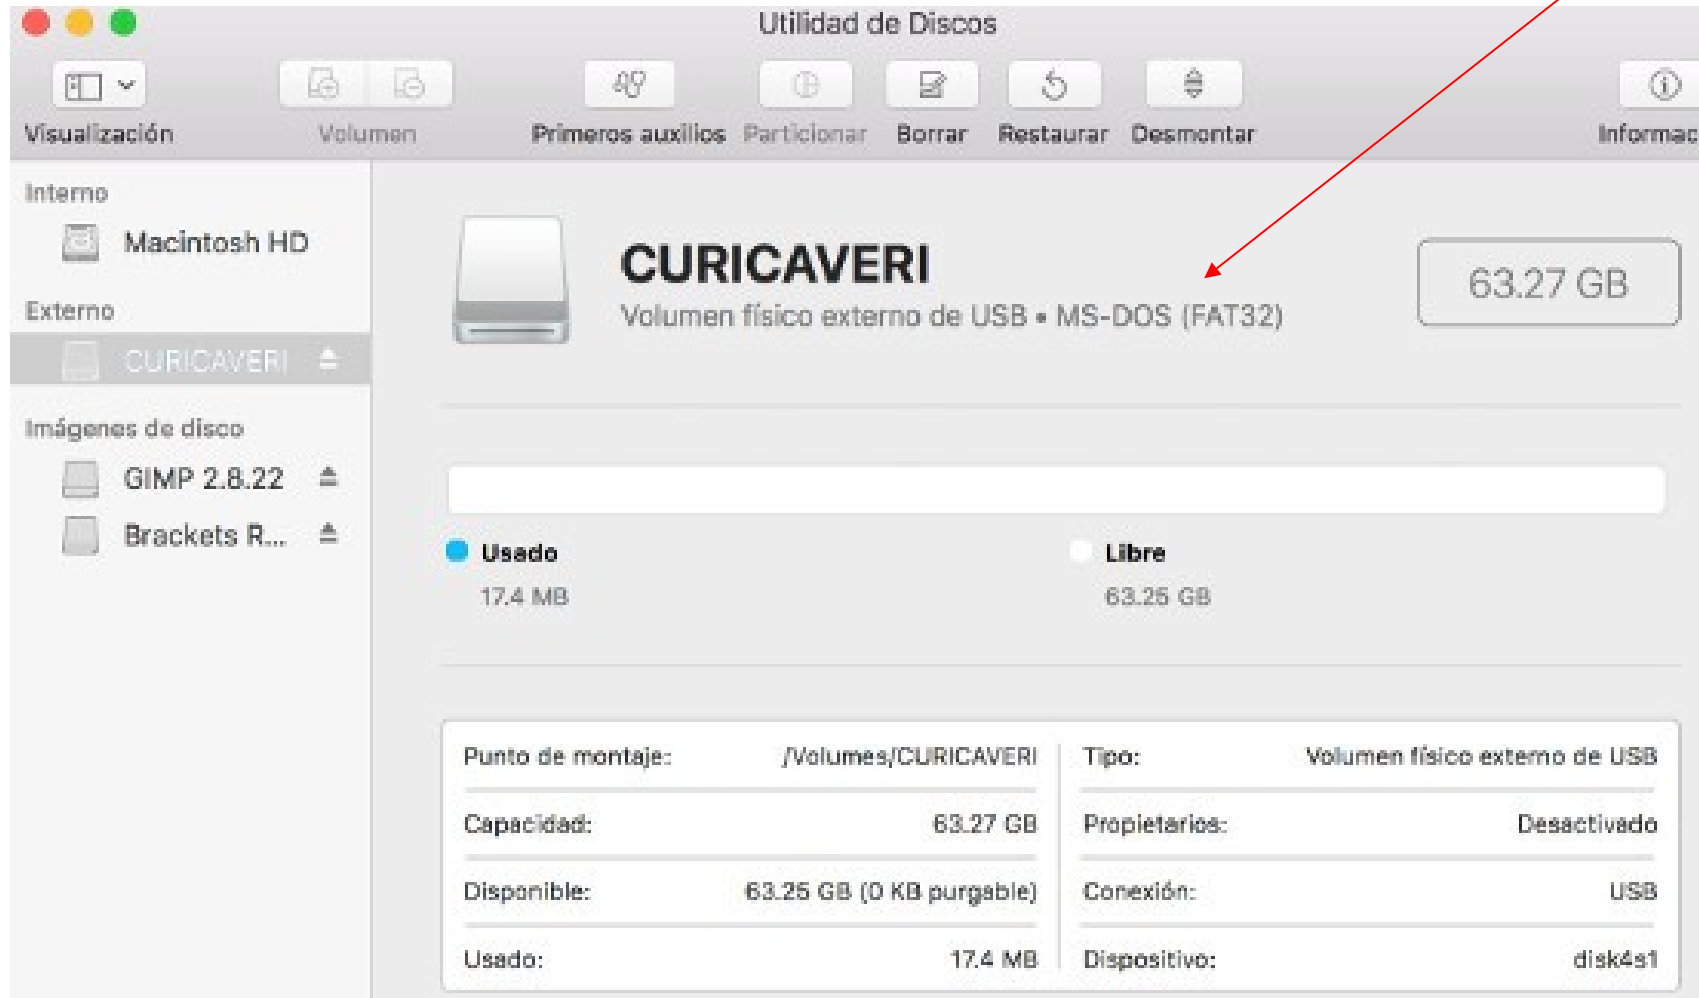 Utilidad de Discos
Visualización Volumen Primeros auxilios Particionar Borrar Restaurar Desmontar Informac
Interno
Macintosh HD
Externo
CURICAVERI
Imágenes de disco
GIMP 2.8.22
Brackets R...
CURICAVERI
Volumen físico externo de USB • MS-DOS (FAT32)
63.27 GB
Usado
17.4 MB
Libre
63.25 GB
Punto de montaje: /Volumes/CURICAVERI
Capacidad: 63.27 GB
Disponible: 63.25 GB (0 KB purgable)
Usado: 17.4 MB
Tipo: Volumen físico externo de USB
Propietarios: Desactivado
Conexión: USB
Dispositivo: disk4s1